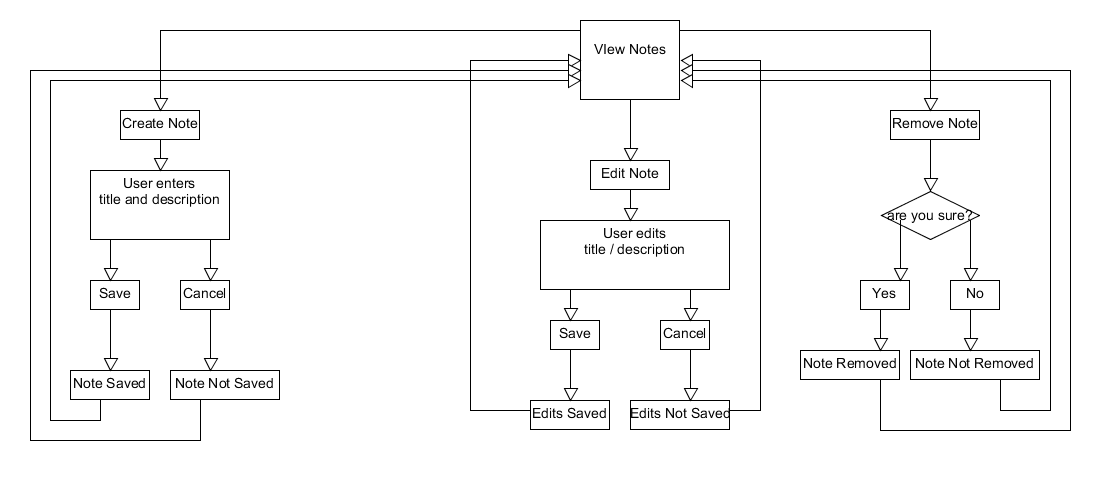 VIew Notes
Create Note
User enters
title and description
Save
Cancel
Note Saved
Note Not Saved
Edit Note
User edits
title / description
Save
Cancel
Edits Saved
Edits Not Saved
Remove Note
are you sure?
Yes
No
Note Removed
Note Not Removed